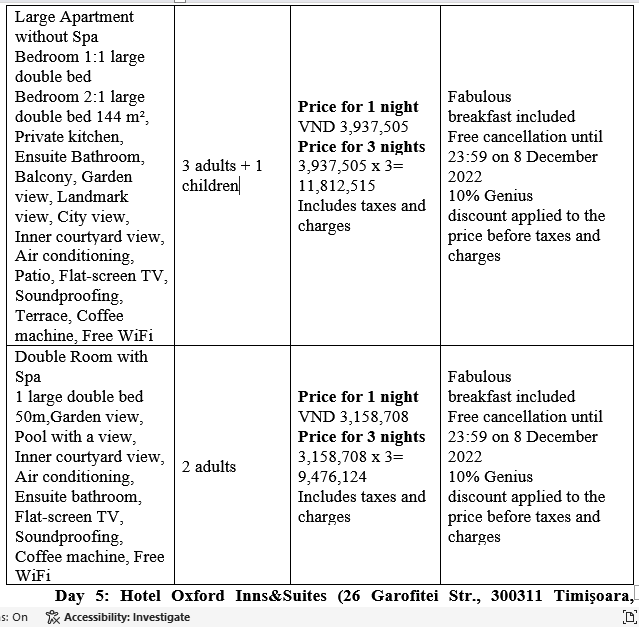 Large Apartment
without Spa
Bedroom 1:1 large
double bed
Bedroom 2:1 large
double bed 144 m²,
Private kitchen,
Ensuite Bathroom,
Balcony, Garden
view, Landmark
view, City view,
Inner courtyard view,
Air conditioning,
Patio, Flat-screen TV,
Soundproofing,
Terrace, Coffee
machine, Free WiFi
3 adults + 1
children
Price for 1 night
VND 3,937,505
Price for 3 nights
3,937,505 x 3=
11,812,515
Includes taxes and
charges
Fabulous
breakfast included
Free cancellation until
23:59 on 8 December
2022
10% Genius
discount applied to the
price before taxes and
charges
Double Room with
Spa
1 large double bed
50m,Garden view,
Pool with a view,
Inner courtyard view,
Air conditioning,
Ensuite bathroom,
Flat-screen TV,
Soundproofing,
Coffee machine, Free
WiFi
2 adults
Price for 1 night
VND 3,158,708
Price for 3 nights
3,158,708 x 3=
9,476,124
Includes taxes and
charges
Fabulous
breakfast included
Free cancellation until
23:59 on 8 December
2022
10% Genius
discount applied to the
price before taxes and
charges
Day 5: Hotel Oxford Inns&Suites (26 Garofitei Str., 300311 Timişoara,
s: On Accessibility: Investigate